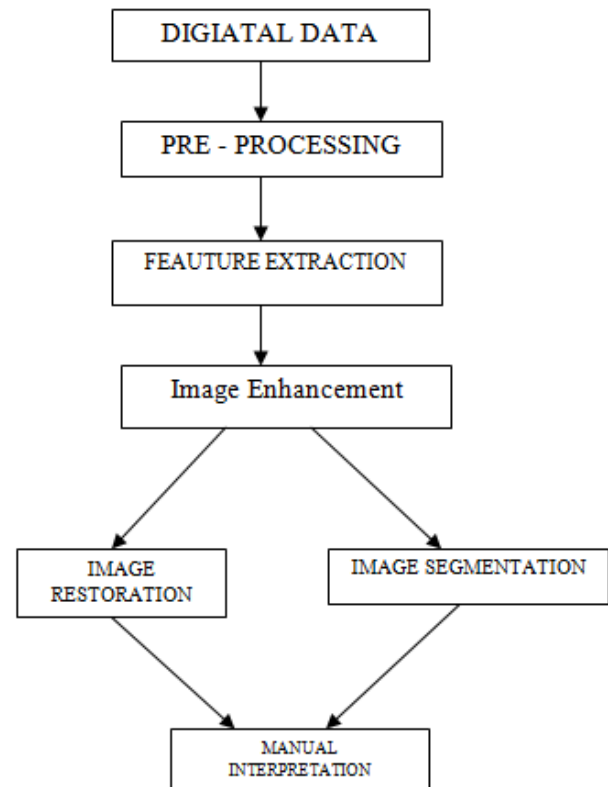 DIGIATAL DATA
PRE - PROCESSING
FEAUTURE EXTRACTION
Image Enhancement
IMAGE
RESTORATION
IMAGE SEGMENTATION
MANUAL
INTERPRETATION